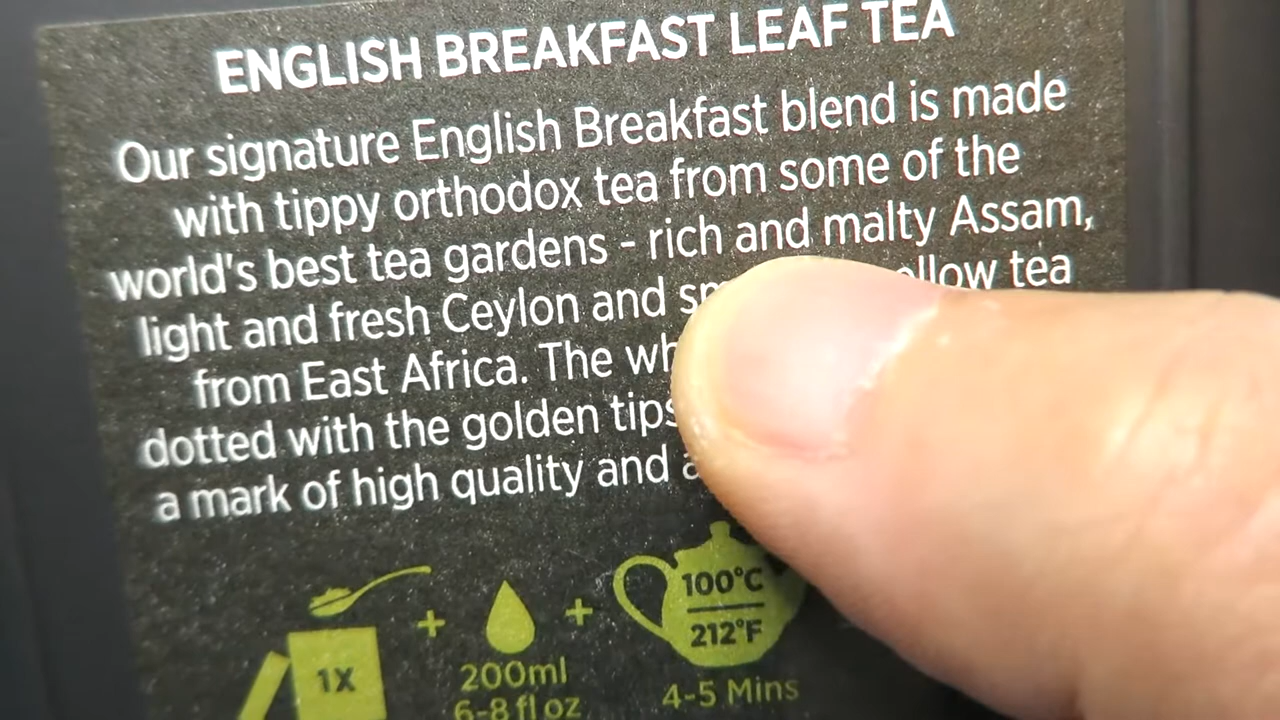 ENGLISH BREAKFAST LEAF TEA
Our signature English Breakfast blend is made
with tippy orthodox tea from some of the
world's best tea gardens - rich and malty Assam,
light and fresh Ceylon and tea
from East Africa. The
dotted with the golden tips
a mark of high quality and
100°C
212°F
1X
200ml
6-8 fl oz
4-5 Mins